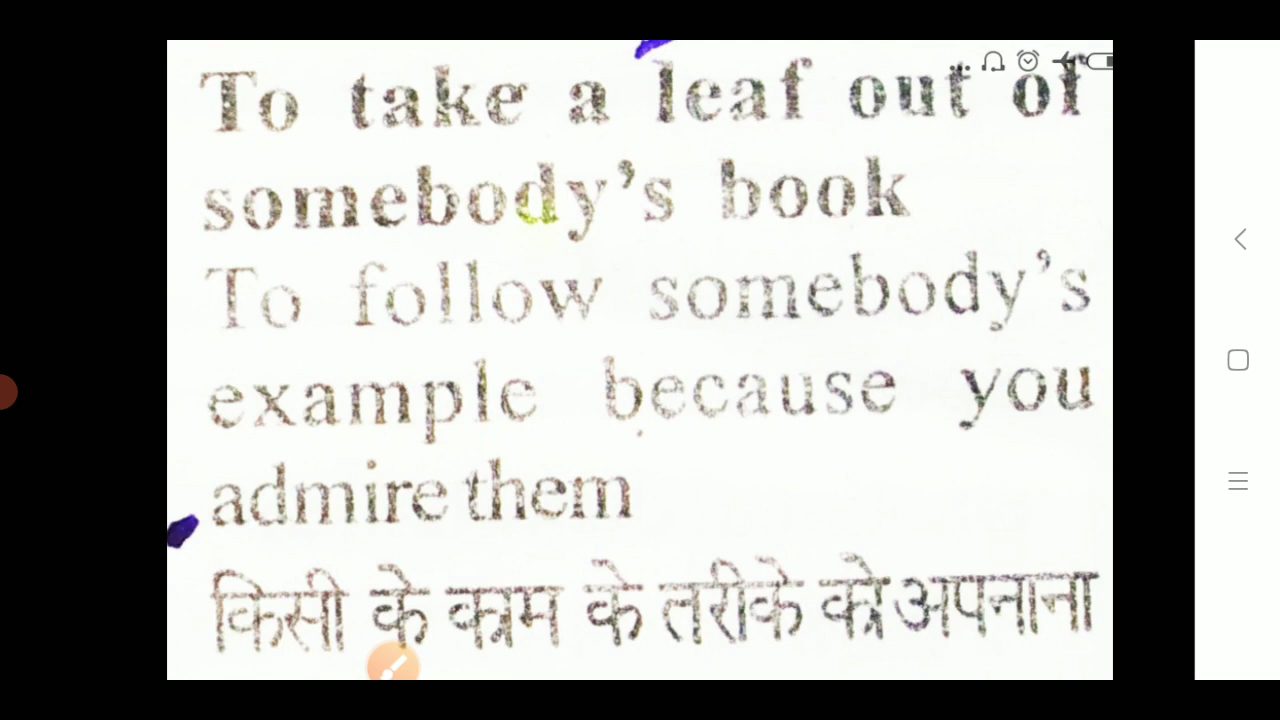 To take a leaf out of
somebody's book
To follow somebody's
example because you
admire them
किसी के काम के तरीके को अपनाना